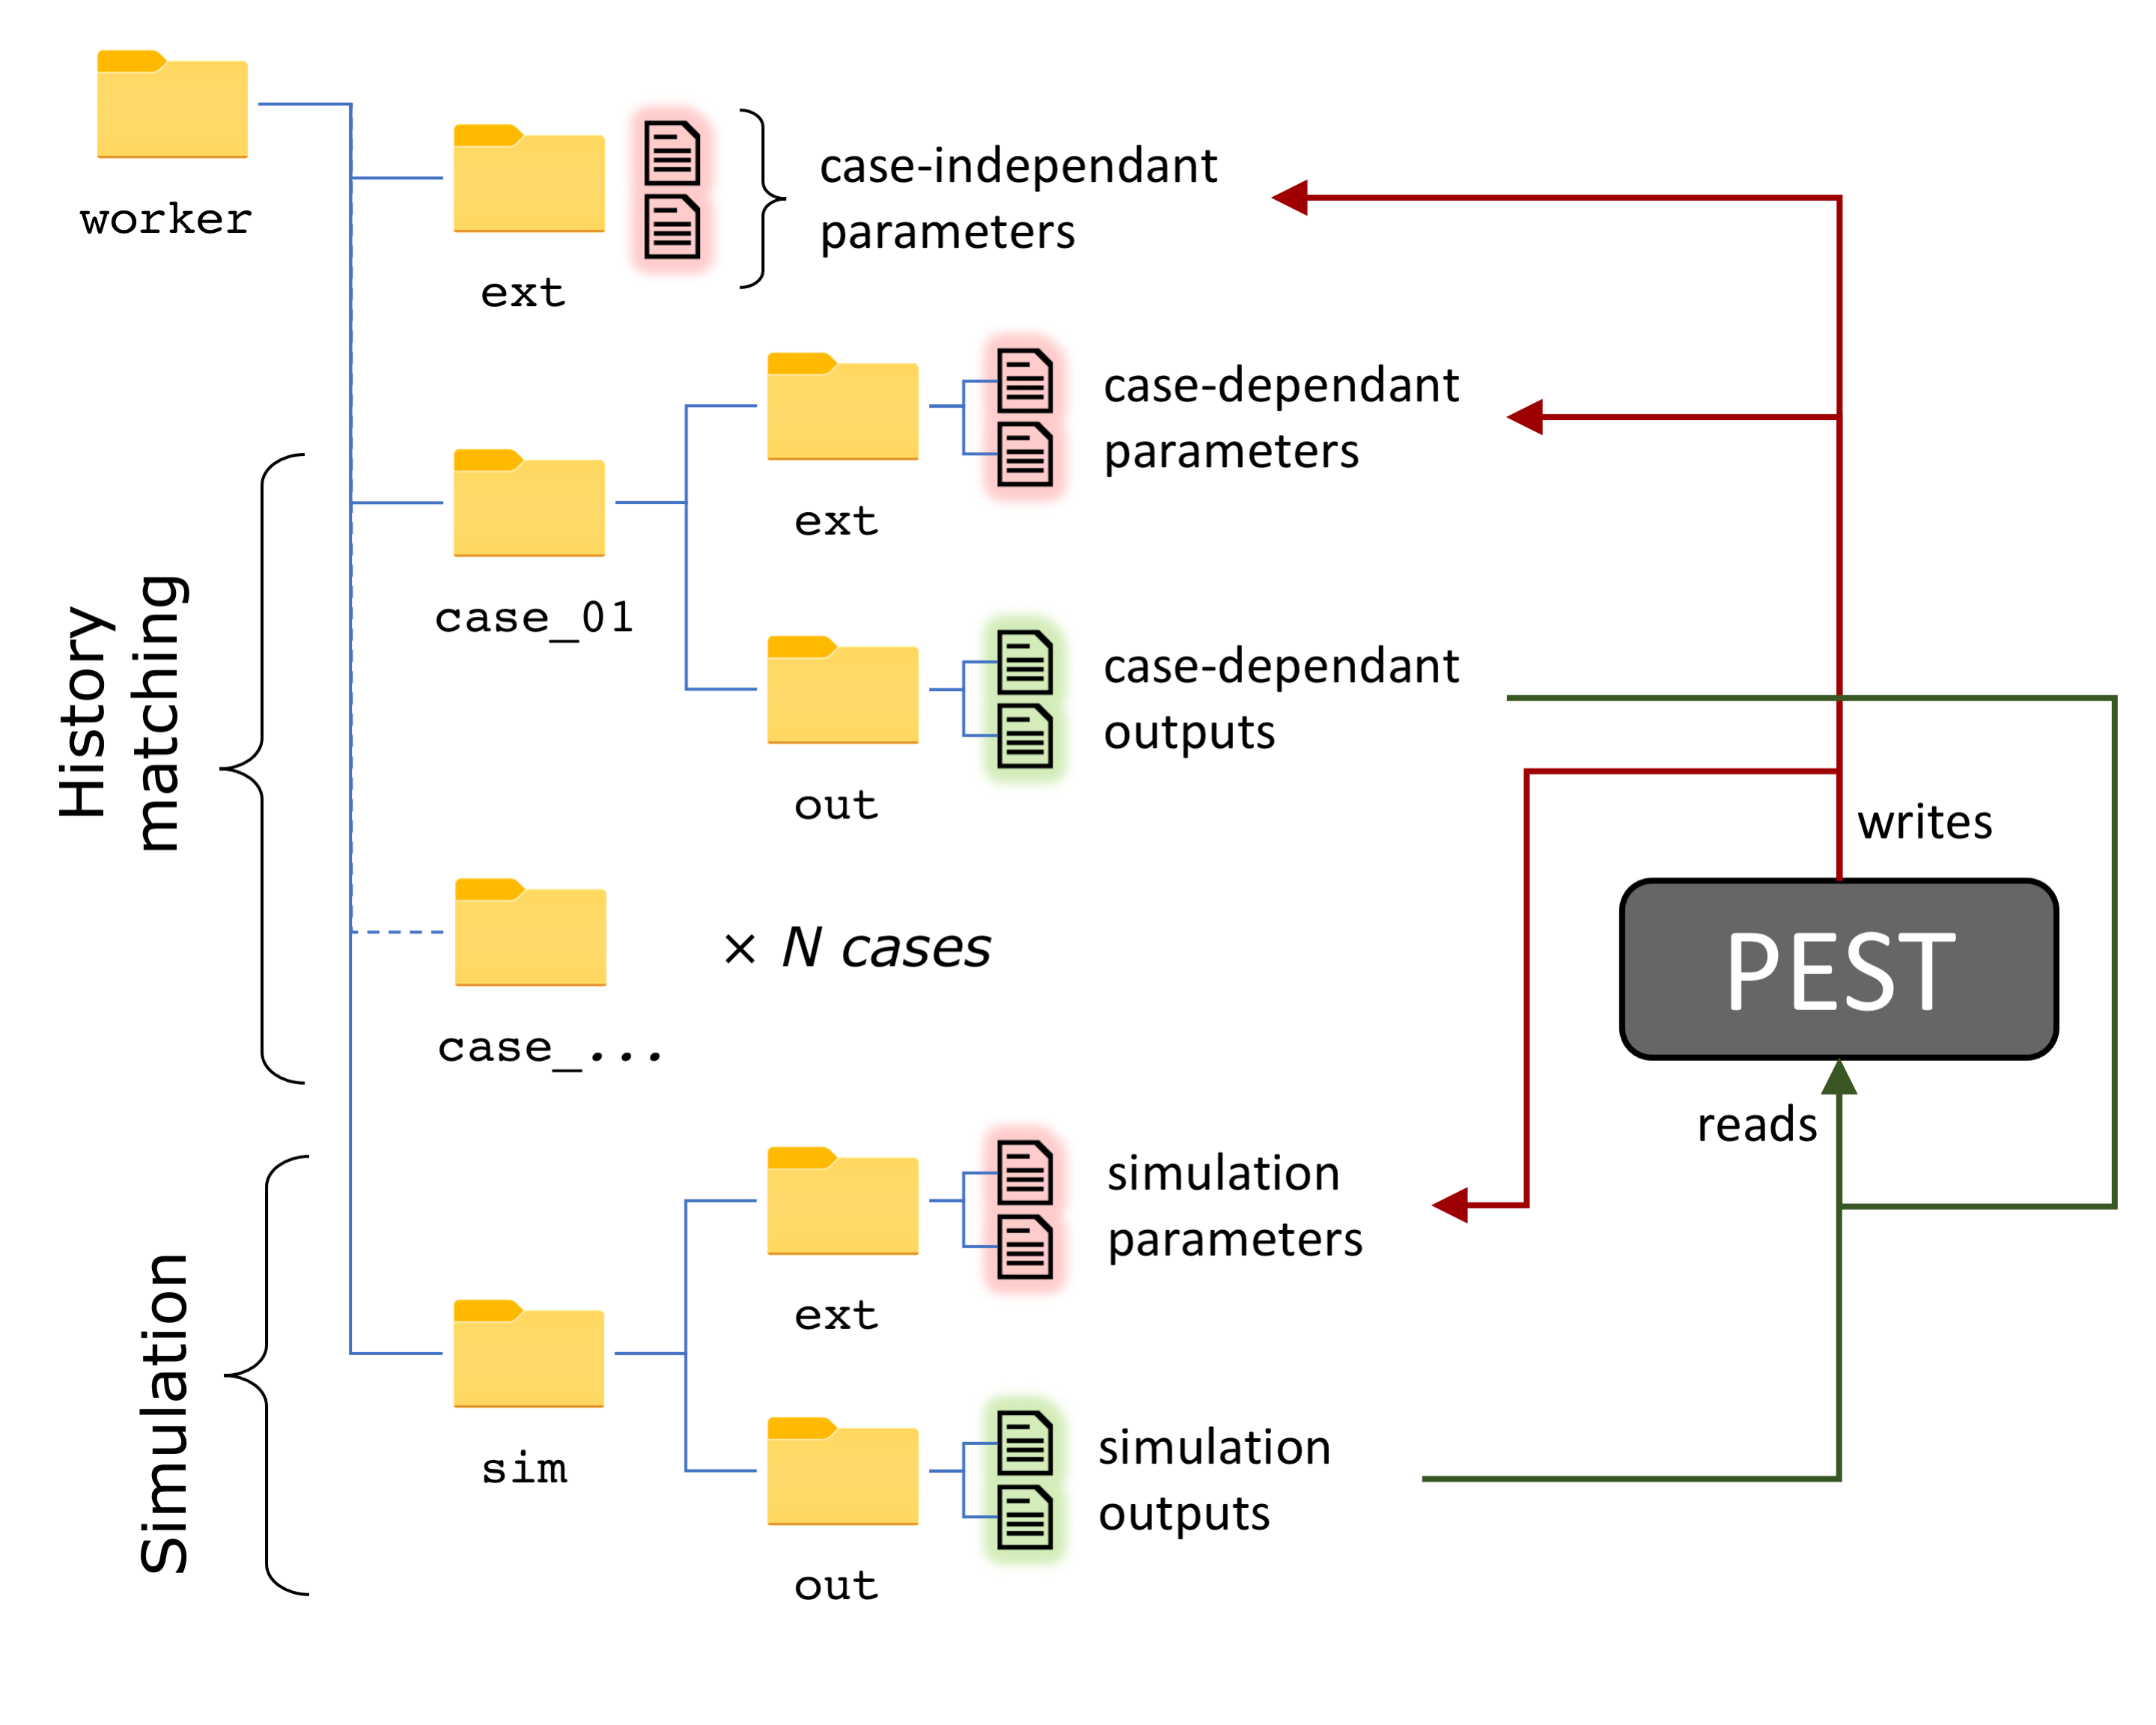 worker
ext
case-independant
parameters
History
matching
case_01
ext
case-dependant
parameters
out
case-dependant
outputs
case_...
× N cases
writes
PEST
reads
Simulation
sim
ext
simulation
parameters
out
simulation
outputs